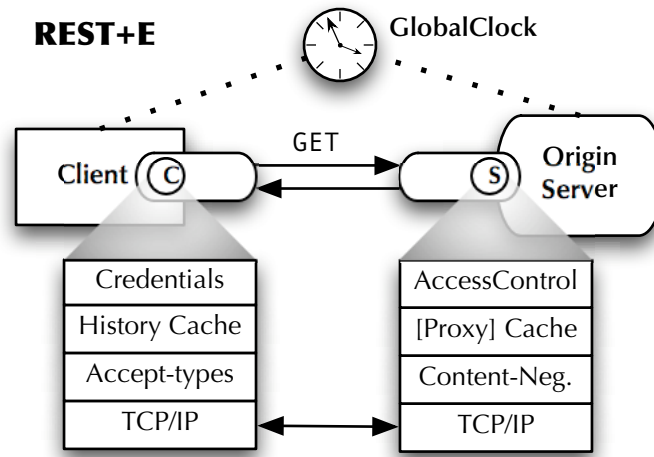 REST+E
GlobalClock
GET
Client
C
S
Origin
Server
Credentials
History Cache
Accept-types
TCP/IP
AccessControl
[Proxy] Cache
Content-Neg.
TCP/IP